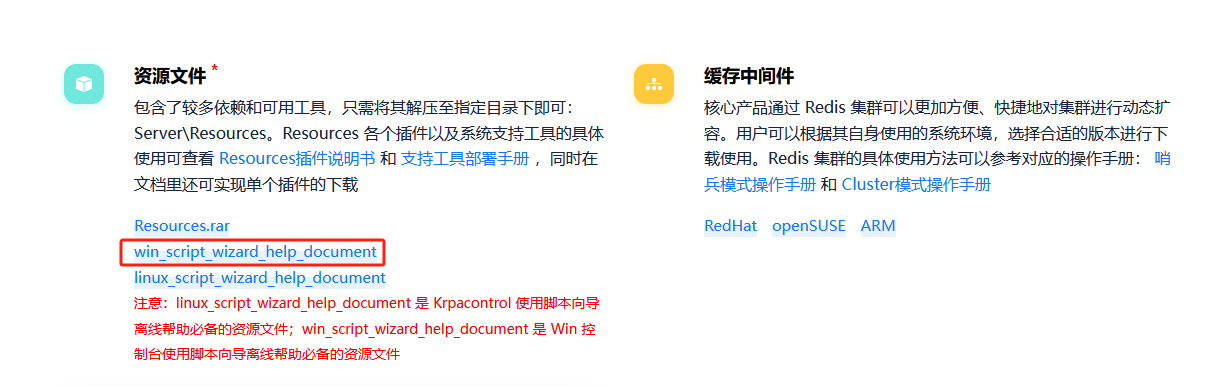 资源文件 *
包含了较多依赖和可用工具，只需将其解压至指定目录下即可：
Server\Resources。Resources 各个插件以及系统支持工具的具体
使用可查看 Resources插件说明书 和 支持工具部署手册 ，同时在
文档里还可实现单个插件的下载
Resources.rar
win_script_wizard_help_document
linux_script_wizard_help_document
注意：linux_script_wizard_help_document 是 Krpacontrol 使用脚本向导
离线帮助必备的资源文件；win_script_wizard_help_document 是 Win 控
制台使用脚本向导离线帮助必备的资源文件
缓存中间件
核心产品通过 Redis 集群可以更加方便、快捷地对集群进行动态扩
容。用户可以根据其自身使用的系统环境，选择合适的版本进行下
载使用。Redis 集群的具体使用方法可以参考对应的操作手册： 哨
兵模式操作手册 和 Cluster模式操作手册
RedHat openSUSE ARM